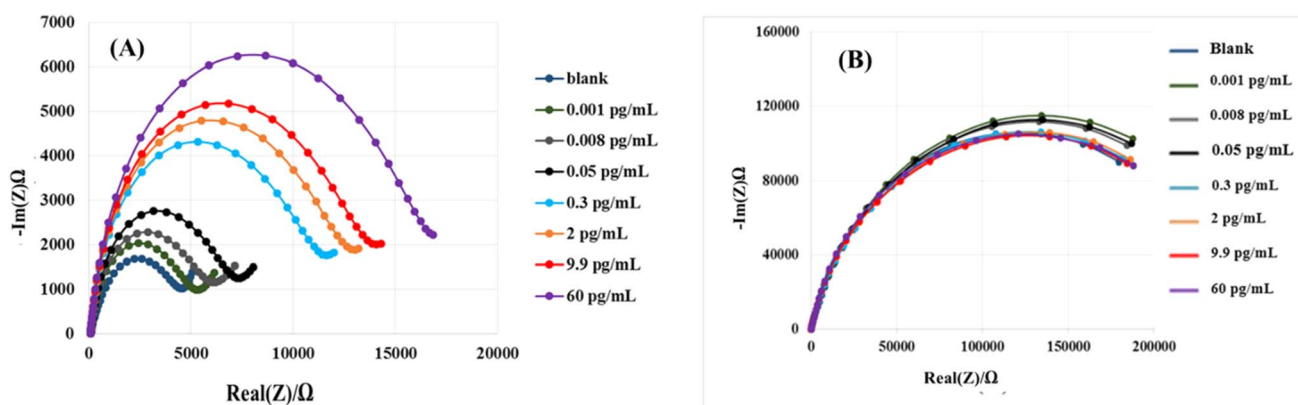 (A)
-Im(Z)Ω
7000
6000
5000
4000
3000
2000
1000
0
0 5000 10000 15000 20000
Real(Z)/Ω
blank
0.001 pg/mL
0.008 pg/mL
0.05 pg/mL
0.3 pg/mL
2 pg/mL
9.9 pg/mL
60 pg/mL
(B)
-Im(Z)Ω
160000
120000
80000
40000
0
0 50000 100000 150000 200000
Real(Z)/Ω
Blank
0.001 pg/mL
0.008 pg/mL
0.05 pg/mL
0.3 pg/mL
2 pg/mL
9.9 pg/mL
60 pg/mL